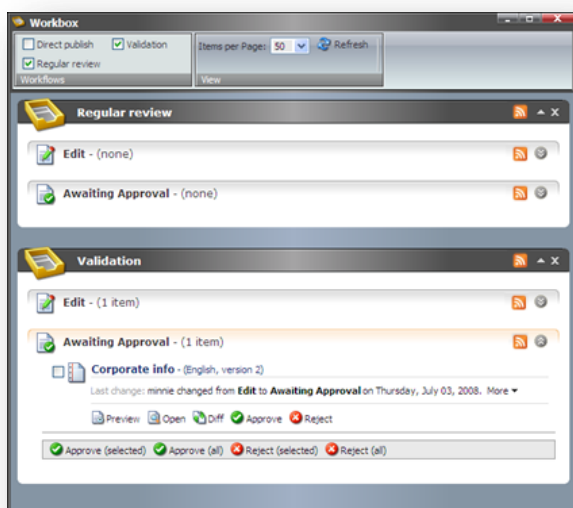 Workbox
Direct publish Validation
Regular review
Workflows
Items per Page: 50 Refresh
View
Regular review
Edit - (none)
Awaiting Approval - (none)
Validation
Edit - (1 item)
Awaiting Approval - (1 item)
Corporate info - (English, version 2)
Last change: minnie changed from Edit to Awaiting Approval on Thursday, July 03, 2008. More
Preview Open Diff Approve Reject
Approve (selected) Approve (all) Reject (selected) Reject (all)